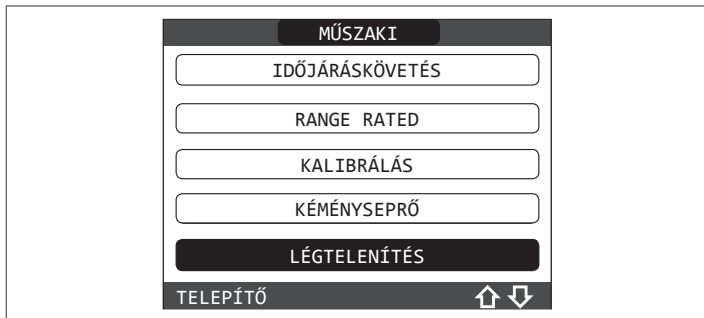 MŰSZAKI
IDŐJÁRÁSKÖVETÉS
RANGE RATED
KALIBRÁLÁS
KÉMÉNYSEPRŐ
LÉGTELENÍTÉS
TELEPÍTŐ